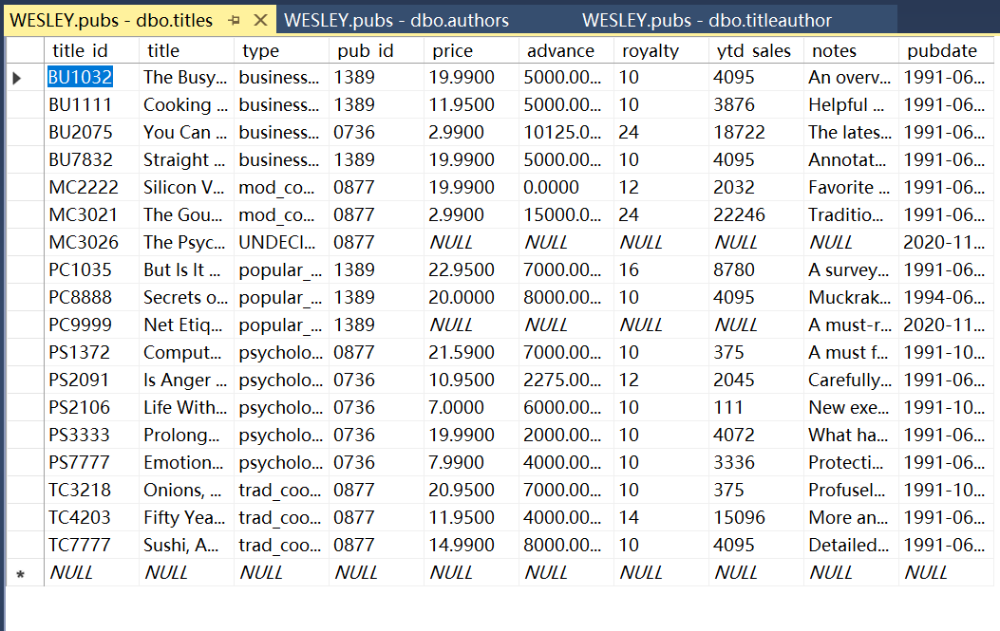 WESLEY.pubs - dbo.titles WESLEY.pubs - dbo.authors WESLEY.pubs - dbo.titleauthor
title_id title type pub_id price advance royalty ytd_sales notes pubdate
BU1032 The Busy... business... 1389 19.9900 5000.00... 10 4095 An overv... 1991-06...
BU1111 Cooking ... business... 1389 11.9500 5000.00... 10 3876 Helpful ... 1991-06...
BU2075 You Can ... business... 0736 2.9900 10125.0... 24 18722 The lates... 1991-06...
BU7832 Straight ... business... 1389 19.9900 5000.00... 10 4095 Annotat... 1991-06...
MC2222 Silicon V... mod_co... 0877 19.9900 0.0000 12 2032 Favorite ... 1991-06...
MC3021 The Gou... mod_co... 0877 2.9900 15000.0... 24 22246 Traditio... 1991-06...
MC3026 The Psyc... UNDECI... 0877 NULL NULL NULL NULL NULL 2020-11...
PC1035 But Is It ... popular_... 1389 22.9500 7000.00... 16 8780 A survey... 1991-06...
PC8888 Secrets o... popular_... 1389 20.0000 8000.00... 10 4095 Muckrak... 1994-06...
PC9999 Net Etiq... popular_... 1389 NULL NULL NULL NULL A must-r... 2020-11...
PS1372 Comput... psycholo... 0877 21.5900 7000.00... 10 375 A must f... 1991-10...
PS2091 Is Anger ... psycholo... 0736 10.9500 2275.00... 12 2045 Carefully... 1991-06...
PS2106 Life With... psycholo... 0736 7.0000 6000.00... 10 111 New exe... 1991-10...
PS3333 Prolong... psycholo... 0736 19.9900 2000.00... 10 4072 What ha... 1991-06...
PS7777 Emotion... psycholo... 0736 7.9900 4000.00... 10 3336 Protecti... 1991-06...
TC3218 Onions, ... trad_coo... 0877 20.9500 7000.00... 10 375 Profusel... 1991-10...
TC4203 Fifty Yea... trad_coo... 0877 11.9500 4000.00... 14 15096 More an... 1991-06...
TC7777 Sushi, A... trad_coo... 0877 14.9900 8000.00... 10 4095 Detailed... 1991-06...
NULL NULL NULL NULL NULL NULL NULL NULL NULL NULL